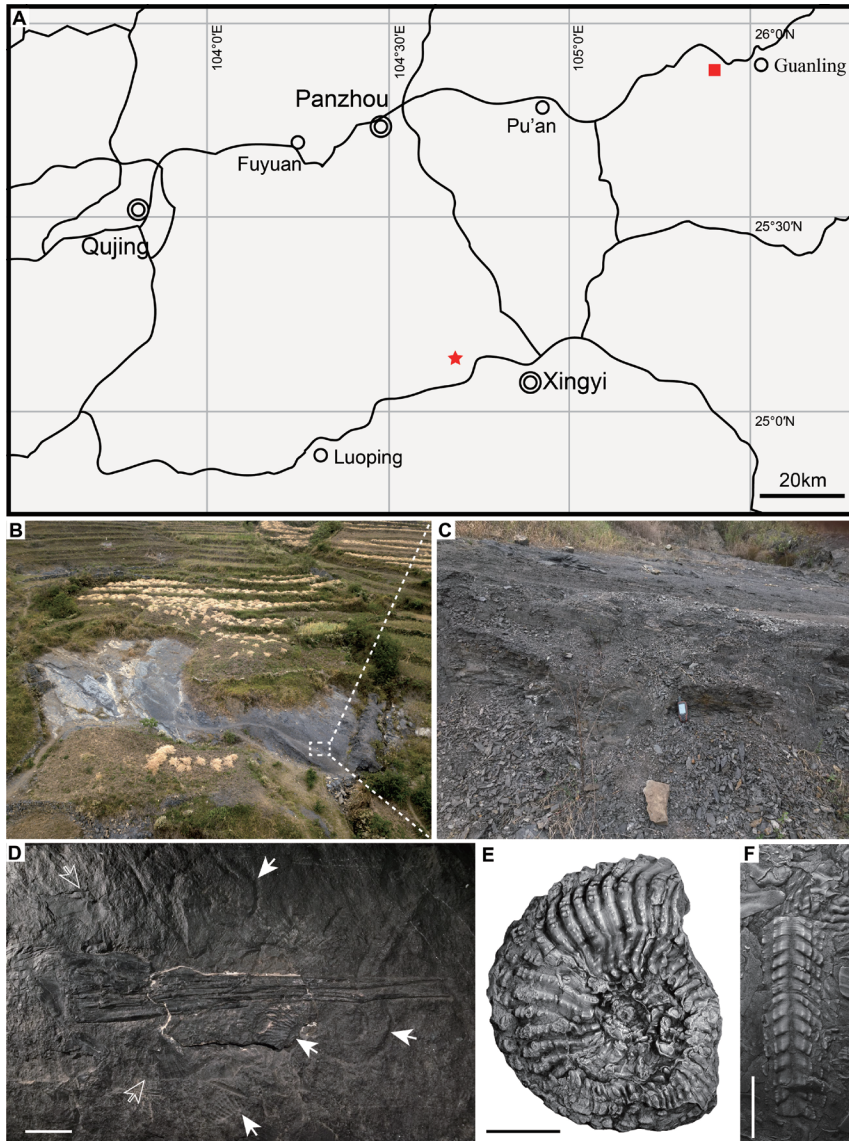 A
104°0'E
104°30'E
105°0'E
26°0'N
Guanling
Panzhou
Pu'an
Fuyuan
25°30'N
Qujing
Xingyi
25°0'N
Luoping
20km
B
C
D
E
F